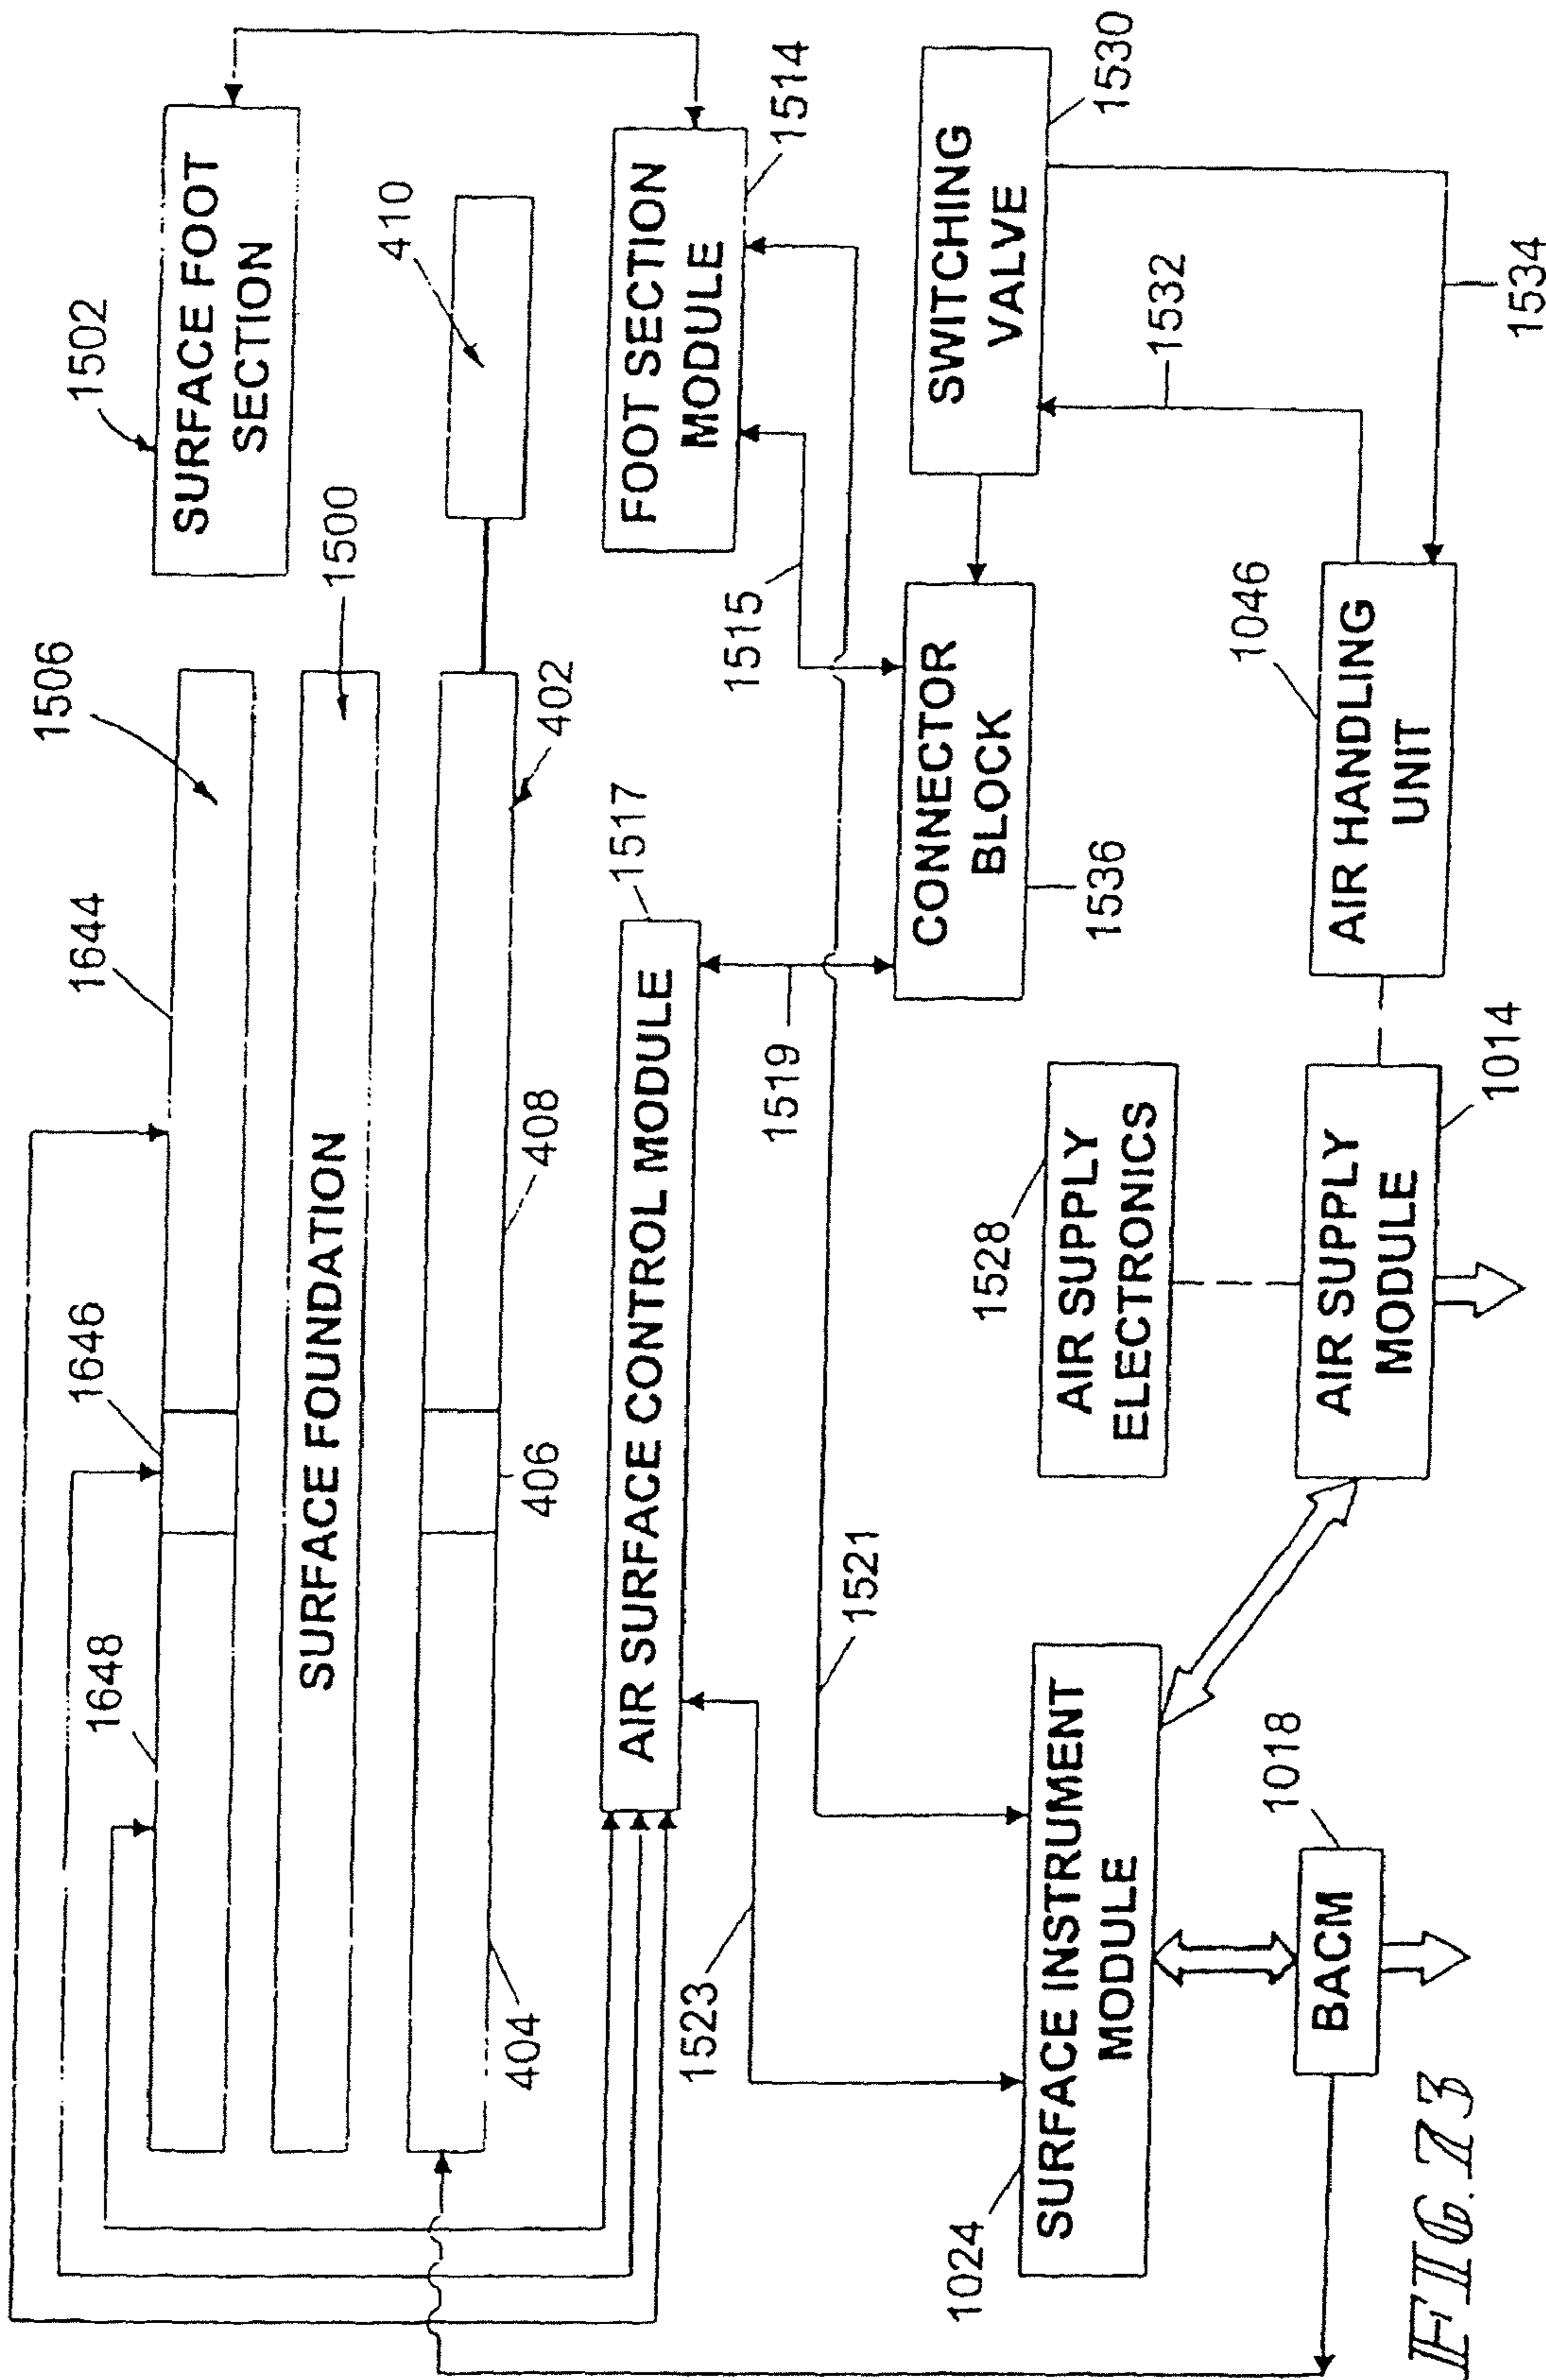 1648
1646
1644
1506
1502
SURFACE FOOT
SECTION
SURFACE FOUNDATION
1500
404
406
408
402
410
AIR SURFACE CONTROL MODULE
1517
FOOT SECTION
MODULE
1514
1523
1521
1519
1515
1024
SURFACE INSTRUMENT
MODULE
1528
AIR SUPPLY
ELECTRONICS
CONNECTOR
BLOCK
1536
SWITCHING
VALVE
1530
1532
1534
1018
BACM
AIR SUPPLY
MODULE
1014
AIR HANDLING
UNIT
1046
FIG. 73